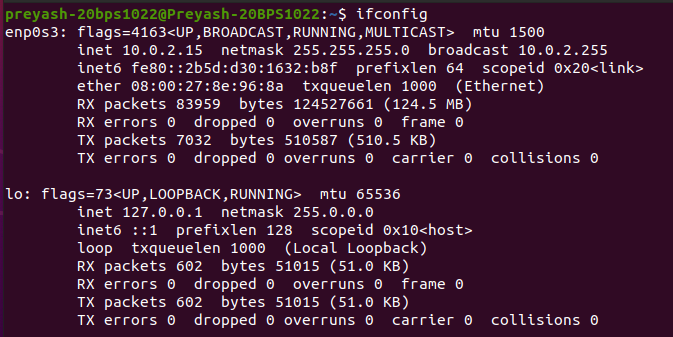 preyash-20bps1022@Preyash-20BPS1022:~$ ifconfig
enp0s3: flags=4163<UP,BROADCAST,RUNNING,MULTICAST>  mtu 1500
        inet 10.0.2.15  netmask 255.255.255.0  broadcast 10.0.2.255
        inet6 fe80::2b5d:d30:1632:b8f  prefixlen 64  scopeid 0x20<link>
        ether 08:00:27:8e:96:8a  txqueuelen 1000  (Ethernet)
        RX packets 83959  bytes 124527661 (124.5 MB)
        RX errors 0  dropped 0  overruns 0  frame 0
        TX packets 7032  bytes 510587 (510.5 KB)
        TX errors 0  dropped 0 overruns 0  carrier 0  collisions 0

lo: flags=73<UP,LOOPBACK,RUNNING>  mtu 65536
        inet 127.0.0.1  netmask 255.0.0.0
        inet6 ::1  prefixlen 128  scopeid 0x10<host>
        loop  txqueuelen 1000  (Local Loopback)
        RX packets 602  bytes 51015 (51.0 KB)
        RX errors 0  dropped 0  overruns 0  frame 0
        TX packets 602  bytes 51015 (51.0 KB)
        TX errors 0  dropped 0 overruns 0  carrier 0  collisions 0